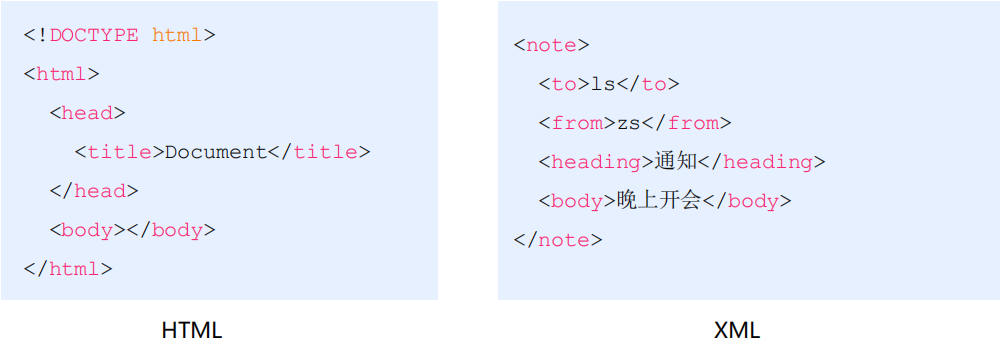 <!DOCTYPE html>
<html>
  <head>
    <title>Document</title>
  </head>
  <body></body>
</html>
HTML
<note>
  <to>ls</to>
  <from>zs</from>
  <heading>通知</heading>
  <body>晚上开会</body>
</note>
XML